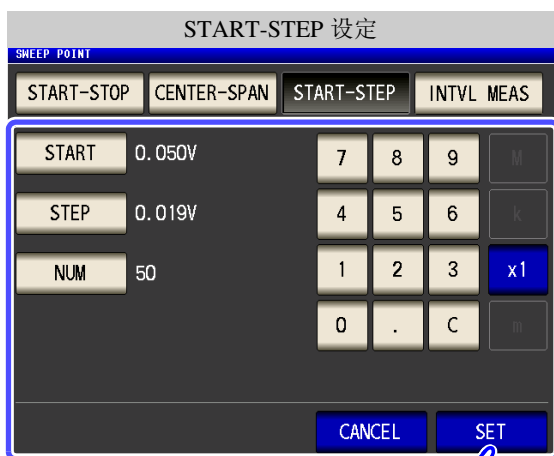 START-STEP 设定
SWEEP POINT
START-STOP CENTER-SPAN START-STEP INTVL MEAS
START 0.050V 7 8 9 M
STEP 0.019V 4 5 6 k
NUM 50 1 2 3 x1
0 . C m
CANCEL SET